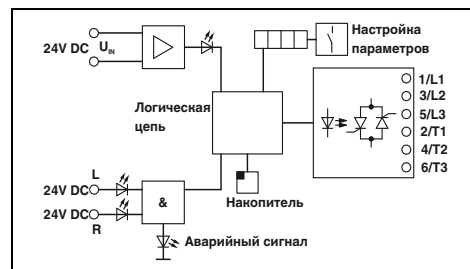 24V DC U IN
Настройка
параметров
Логическая
цепь
1/L1
3/L2
5/L3
2/T1
4/T2
6/T3
L
24V DC
24V DC
R
&
Накопитель
Аварийный сигнал